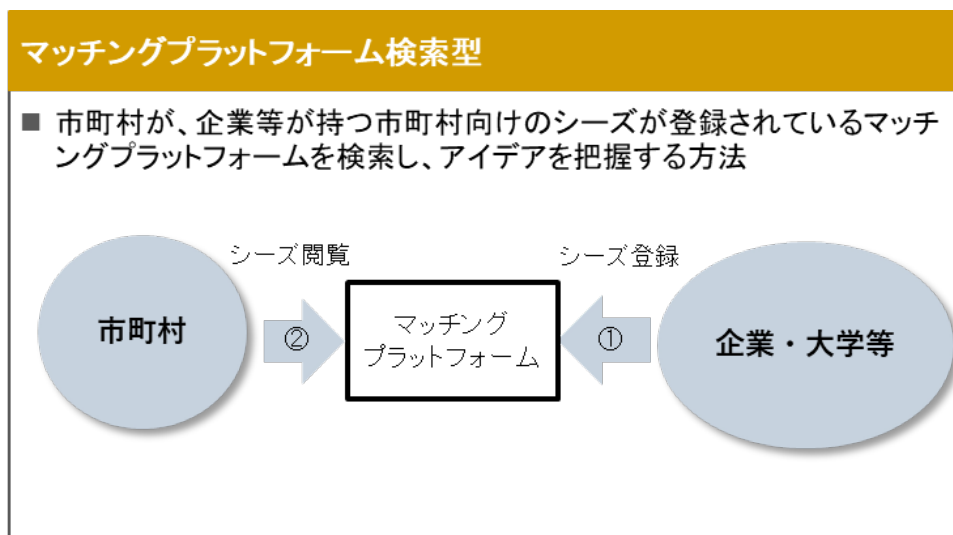 マッチングプラットフォーム検索型
■ 市町村が、企業等が持つ市町村向けのシーズが登録されているマッチ
ングプラットフォームを検索し、アイデアを把握する方法
シーズ閲覧
シーズ登録
市町村
②
マッチング
プラットフォーム
①
企業・大学等